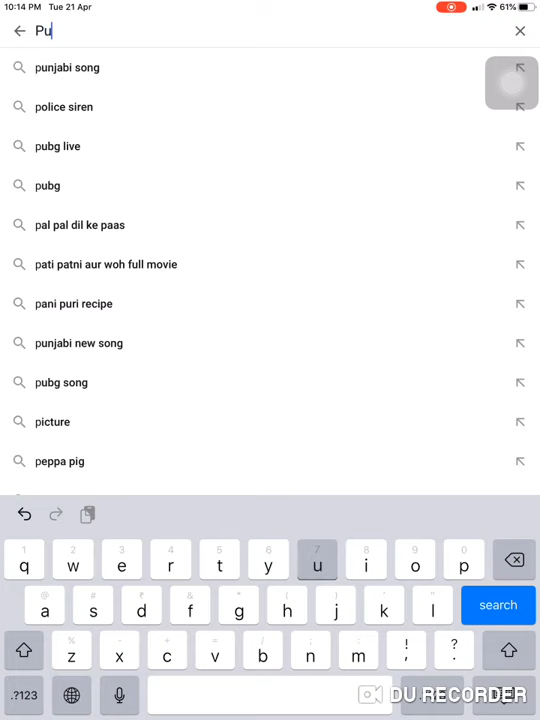 10:14 PM Tue 21 Apr 61%
Pu
punjabi song
police siren
pubg live
pubg
pal pal dil ke paas
pati patni aur woh full movie
pani puri recipe
punjabi new song
pubg song
picture
peppa pig
1 2 3 4 5 6 7 8 9 0
q w e r t y u i o p
@ # ₹ & * ( ) ' "
a s d f g h j k l search
% - + = / ; : ! ?
z x c v b n m , .
.?123 DU RECORDER